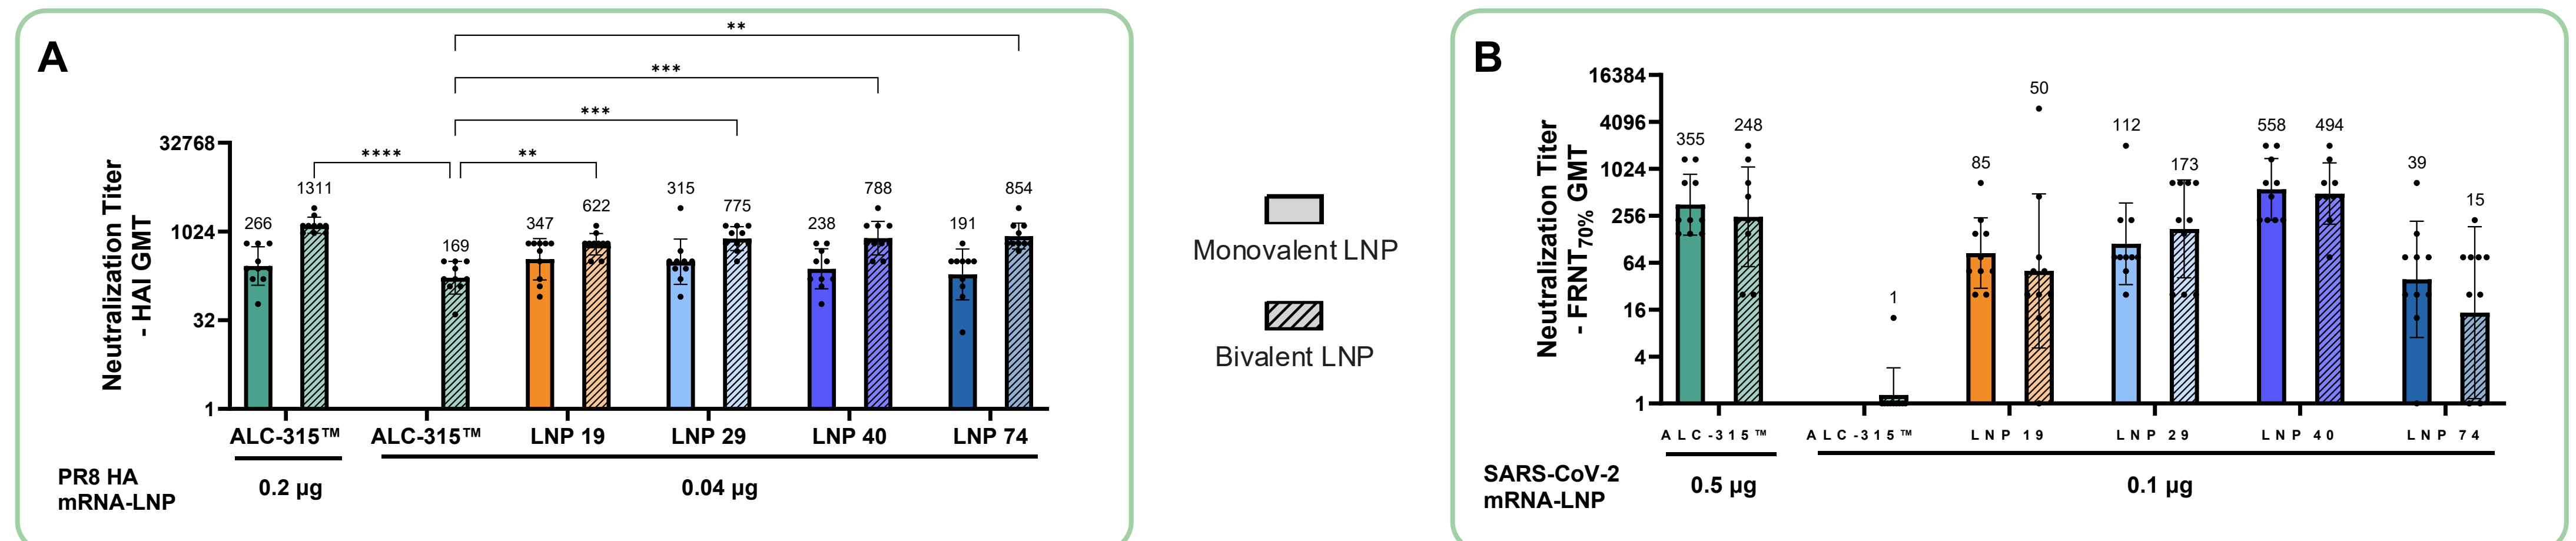 A
**
***
***
****
**
Neutralization Titer
- HAI GMT
32768
1024
32
1
266
1311
169
347
622
315
775
238
788
191
854
ALC-315™
ALC-315™
LNP 19
LNP 29
LNP 40
LNP 74
PR8 HA
mRNA-LNP
0.2 µg
0.04 µg
Monovalent LNP
Bivalent LNP
B
Neutralization Titer
- FRNT70% GMT
16384
4096
1024
256
64
16
4
1
355
248
1
85
50
112
173
558
494
39
15
ALC-315™
ALC-315™
LNP 19
LNP 29
LNP 40
LNP 74
SARS-CoV-2
mRNA-LNP
0.5 µg
0.1 µg